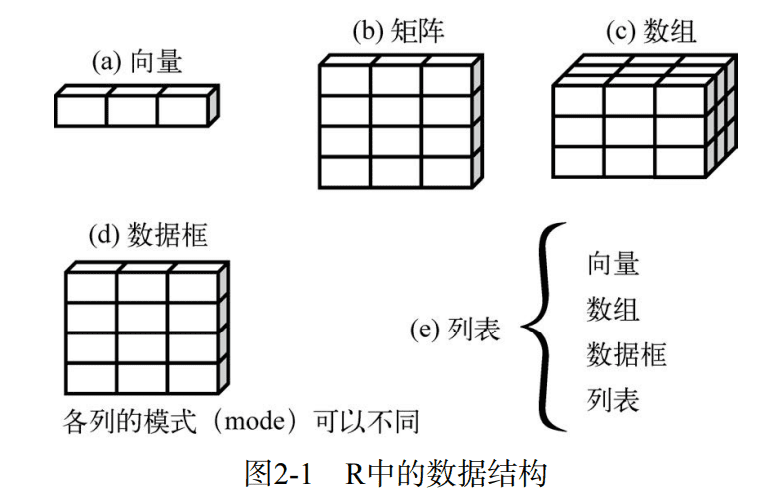 (a) 向量
(b) 矩阵
(c) 数组
(d) 数据框
各列的模式（mode）可以不同
(e) 列表
向量
数组
数据框
列表
图2-1 R中的数据结构